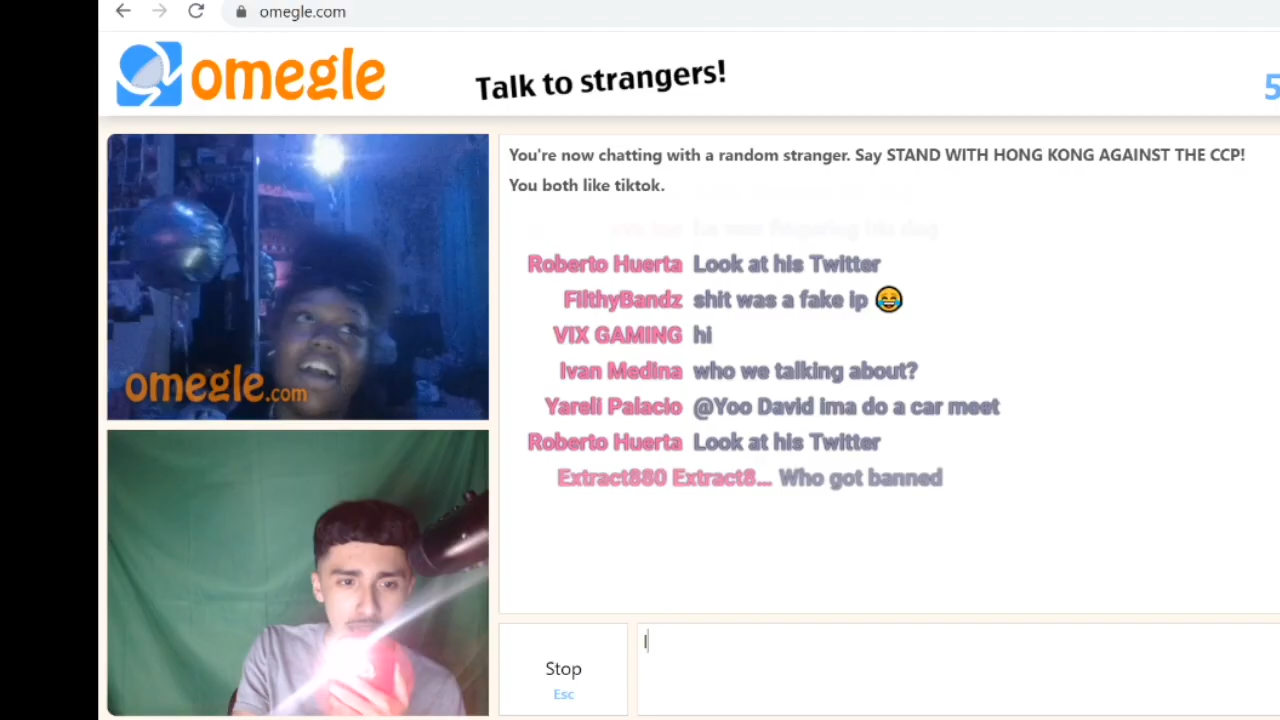 omegle.com
omegle
Talk to strangers!
5
You're now chatting with a random stranger. Say STAND WITH HONG KONG AGAINST THE CCP!
You both like tiktok.
Roberto Huerta Look at his Twitter
FilthyBandz shit was a fake ip 😂
VIX GAMING hi
Ivan Medina who we talking about?
Yareli Palacio @Yoo David ima do a car meet
Roberto Huerta Look at his Twitter
Extract880 Extract8... Who got banned
omegle.com
Stop
Esc